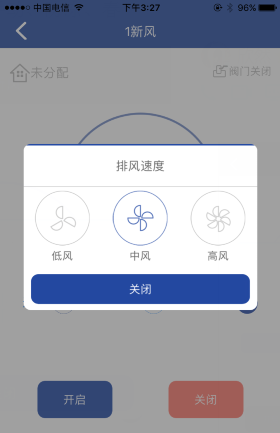 中国电信 下午3:27 96%
1新风
未分配 阀门关闭
排风速度
低风 中风 高风
关闭
开启 关闭